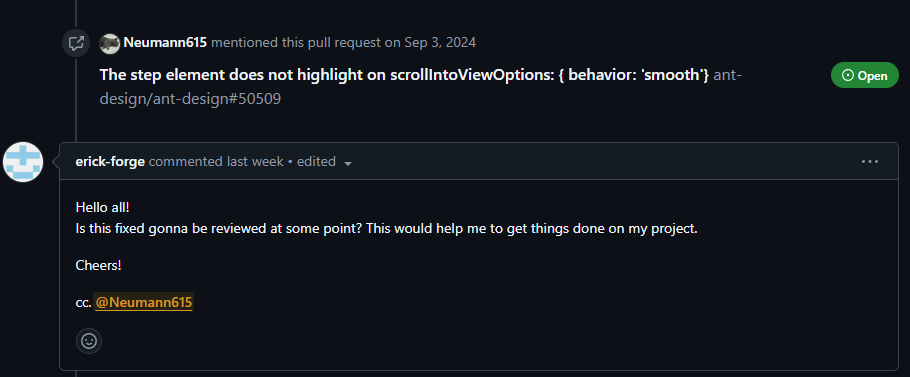 Neumann615 mentioned this pull request on Sep 3, 2024
The step element does not highlight on scrollIntoViewOptions: { behavior: 'smooth'} ant-
design/ant-design#50509
Open
erick-forge commented last week • edited
Hello all!
Is this fixed gonna be reviewed at some point? This would help me to get things done on my project.
Cheers!
cc. @Neumann615